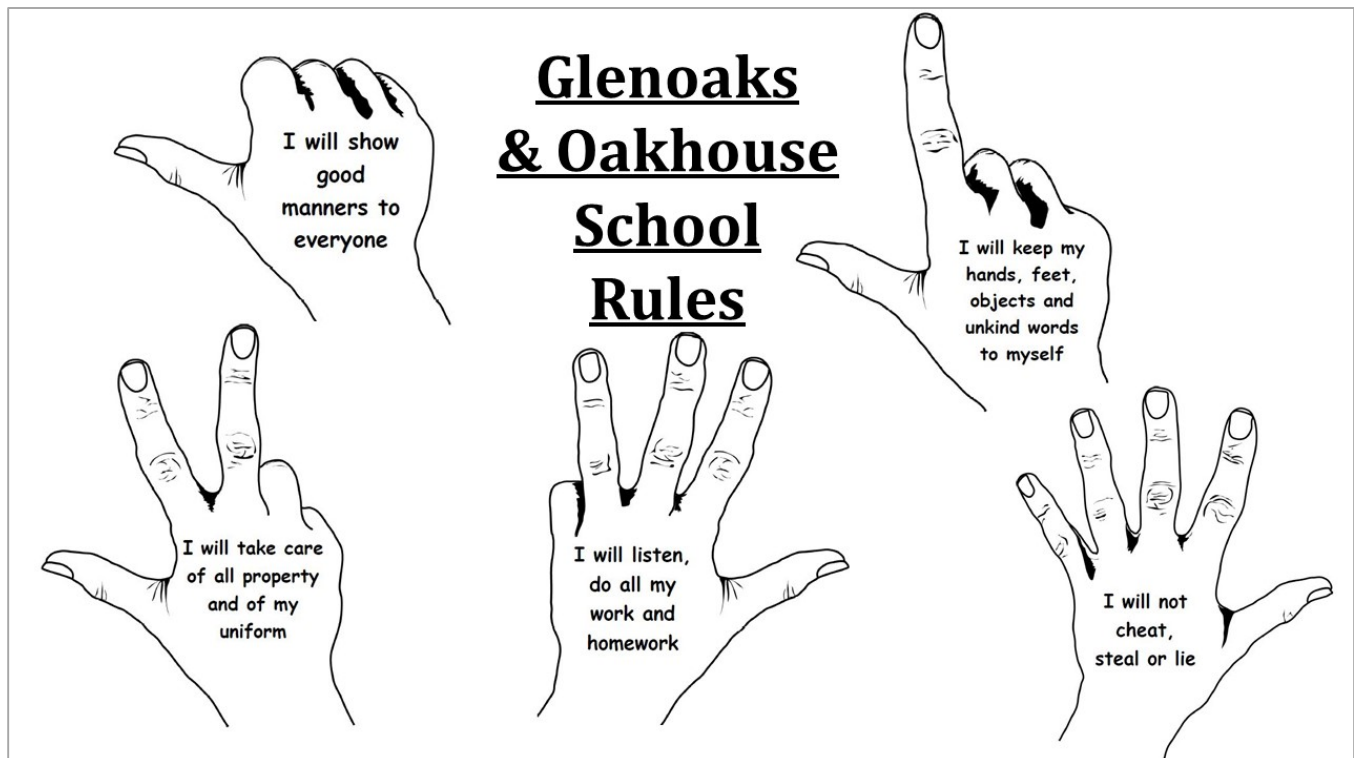 Glenoaks
& Oakhouse
School
Rules
I will show
good
manners to
everyone
I will keep my
hands, feet,
objects and
unkind words
to myself
I will take care
of all property
and of my
uniform
I will listen,
do all my
work and
homework
I will not
cheat,
steal or lie